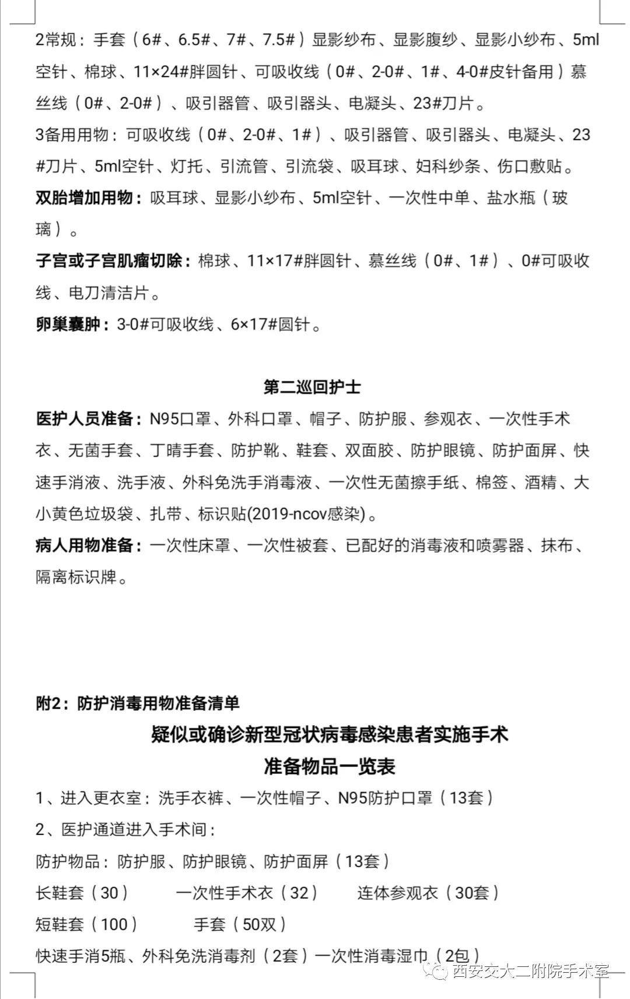 2常规：手套（6#、6.5#、7#、7.5#）显影纱布、显影腹纱、显影小纱布、5ml
空针、棉球、11×24#胖圆针、可吸收线（0#、2-0#、1#、4-0#皮针备用）慕
丝线（0#、2-0#）、吸引器管、吸引器头、电凝头、23#刀片。
3备用用物：可吸收线（0#、2-0#、1#）、吸引器管、吸引器头、电凝头、23
#刀片、5ml空针、灯托、引流管、引流袋、吸耳球、妇科纱条、伤口敷贴。
双胎增加用物：吸耳球、显影小纱布、5ml空针、一次性中单、盐水瓶（玻
璃）。
子宫或子宫肌瘤切除：棉球、11×17#胖圆针、慕丝线（0#、1#）、0#可吸收
线、电刀清洁片。
卵巢囊肿：3-0#可吸收线、6×17#圆针。
第二巡回护士
医护人员准备：N95口罩、外科口罩、帽子、防护服、参观衣、一次性手术
衣、无菌手套、丁晴手套、防护靴、鞋套、双面胶、防护眼镜、防护面屏、快
速手消液、洗手液、外科免洗手消毒液、一次性无菌擦手纸、棉签、酒精、大
小黄色垃圾袋、扎带、标识贴(2019-ncov感染)。
病人用物准备：一次性床罩、一次性被套、已配好的消毒液和喷雾器、抹布、
隔离标识牌。
附2：防护消毒用物准备清单
疑似或确诊新型冠状病毒感染患者实施手术
准备物品一览表
1、进入更衣室：洗手衣裤、一次性帽子、N95防护口罩（13套）
2、医护通道进入手术间：
防护物品：防护服、防护眼镜、防护面屏（13套）
长鞋套（30） 一次性手术衣（32） 连体参观衣（30套）
短鞋套（100） 手套（50双）
快速手消5瓶、外科免洗消毒剂（2套）一次性消毒湿巾（2包）
西安交大二附院手术室